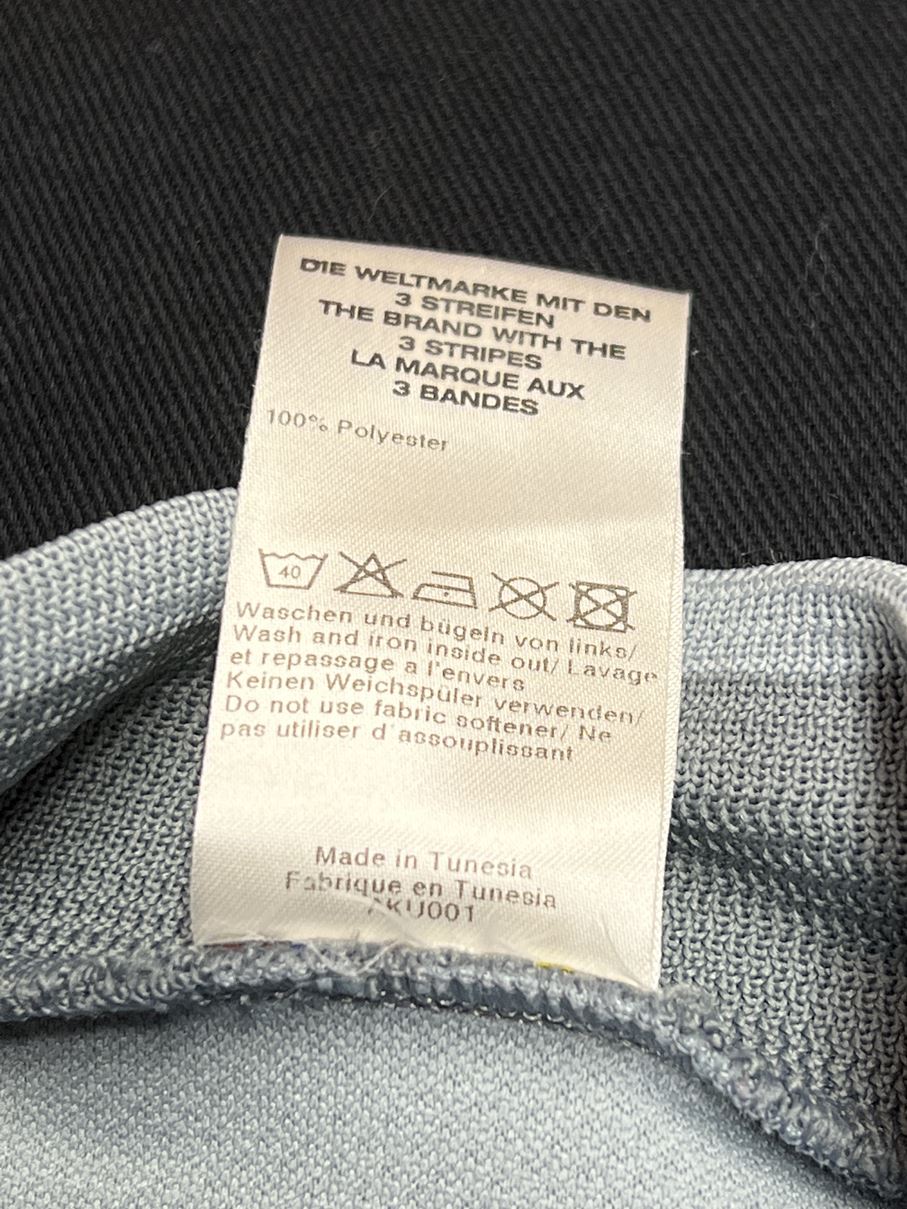 DIE WELTMARKE MIT DEN
3 STREIFEN
THE BRAND WITH THE
3 STRIPES
LA MARQUE AUX
3 BANDES
100% Polyester
40
Waschen und bügeln von links/
Wash and iron inside out/ Lavage
et repassage a l'envers
Keinen Weichspüler verwenden/
Do not use fabric softener/ Ne
pas utiliser d'assouplissant
Made in Tunesia
Fabrique en Tunesia
AKU001